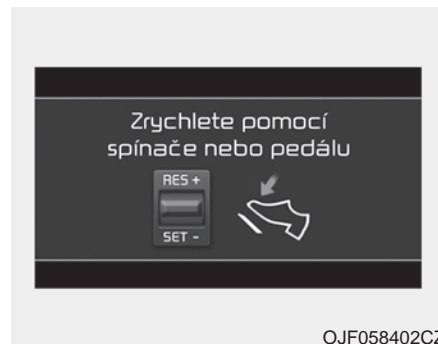 Zrychlete pomocí
spínače nebo pedálu
RES +
SET -
OJF058402CZ